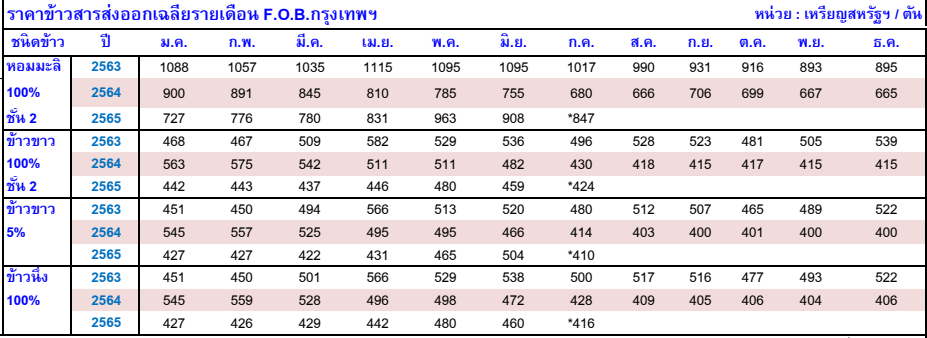 ราคาข้าวสารส่งออกเฉลี่ยรายเดือน F.O.B.กรุงเทพฯ หน่วย : เหรียญสหรัฐฯ / ตัน
ชนิดข้าว ปี ม.ค. ก.พ. มี.ค. เม.ย. พ.ค. มิ.ย. ก.ค. ส.ค. ก.ย. ต.ค. พ.ย. ธ.ค.
หอมมะลิ 2563 1088 1057 1035 1115 1095 1095 1017 990 931 916 893 895
100% 2564 900 891 845 810 785 755 680 666 706 699 667 665
ชั้น 2 2565 727 776 780 831 963 908 *847
ข้าวขาว 2563 468 467 509 582 529 536 496 528 523 481 505 539
100% 2564 563 575 542 511 511 482 430 418 415 417 415 415
ชั้น 2 2565 442 443 437 446 480 459 *424
ข้าวขาว 2563 451 450 494 566 513 520 480 512 507 465 489 522
5% 2564 545 557 525 495 495 466 414 403 400 401 400 400
2565 427 427 422 431 465 504 *410
ข้าวนึ่ง 2563 451 450 501 566 529 538 500 517 516 477 493 522
100% 2564 545 559 528 496 498 472 428 409 405 406 404 406
2565 427 426 429 442 480 460 *416